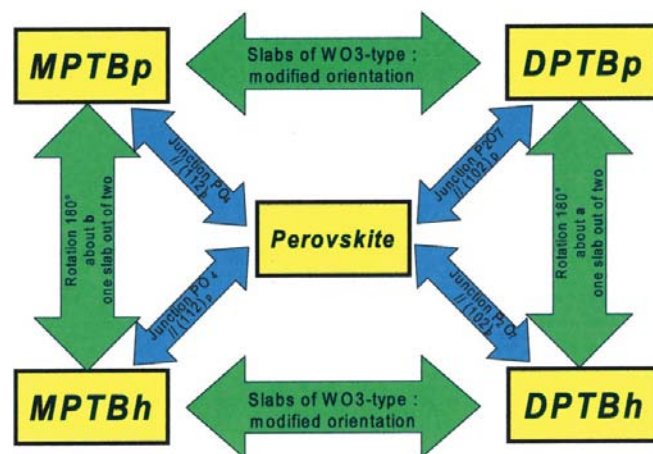 MPTBp
Slabs of WO3-type :
modified orientation
DPTBp
Junction PO4
// (112)p
Junction P2O7
// (102)p
Rotation 180°
about b
one slab out of two
Perovskite
Rotation 180°
about a
one slab out of two
Junction PO4
// (112)p
Junction P2O7
// (102)p
MPTBh
Slabs of WO3-type :
modified orientation
DPTBh